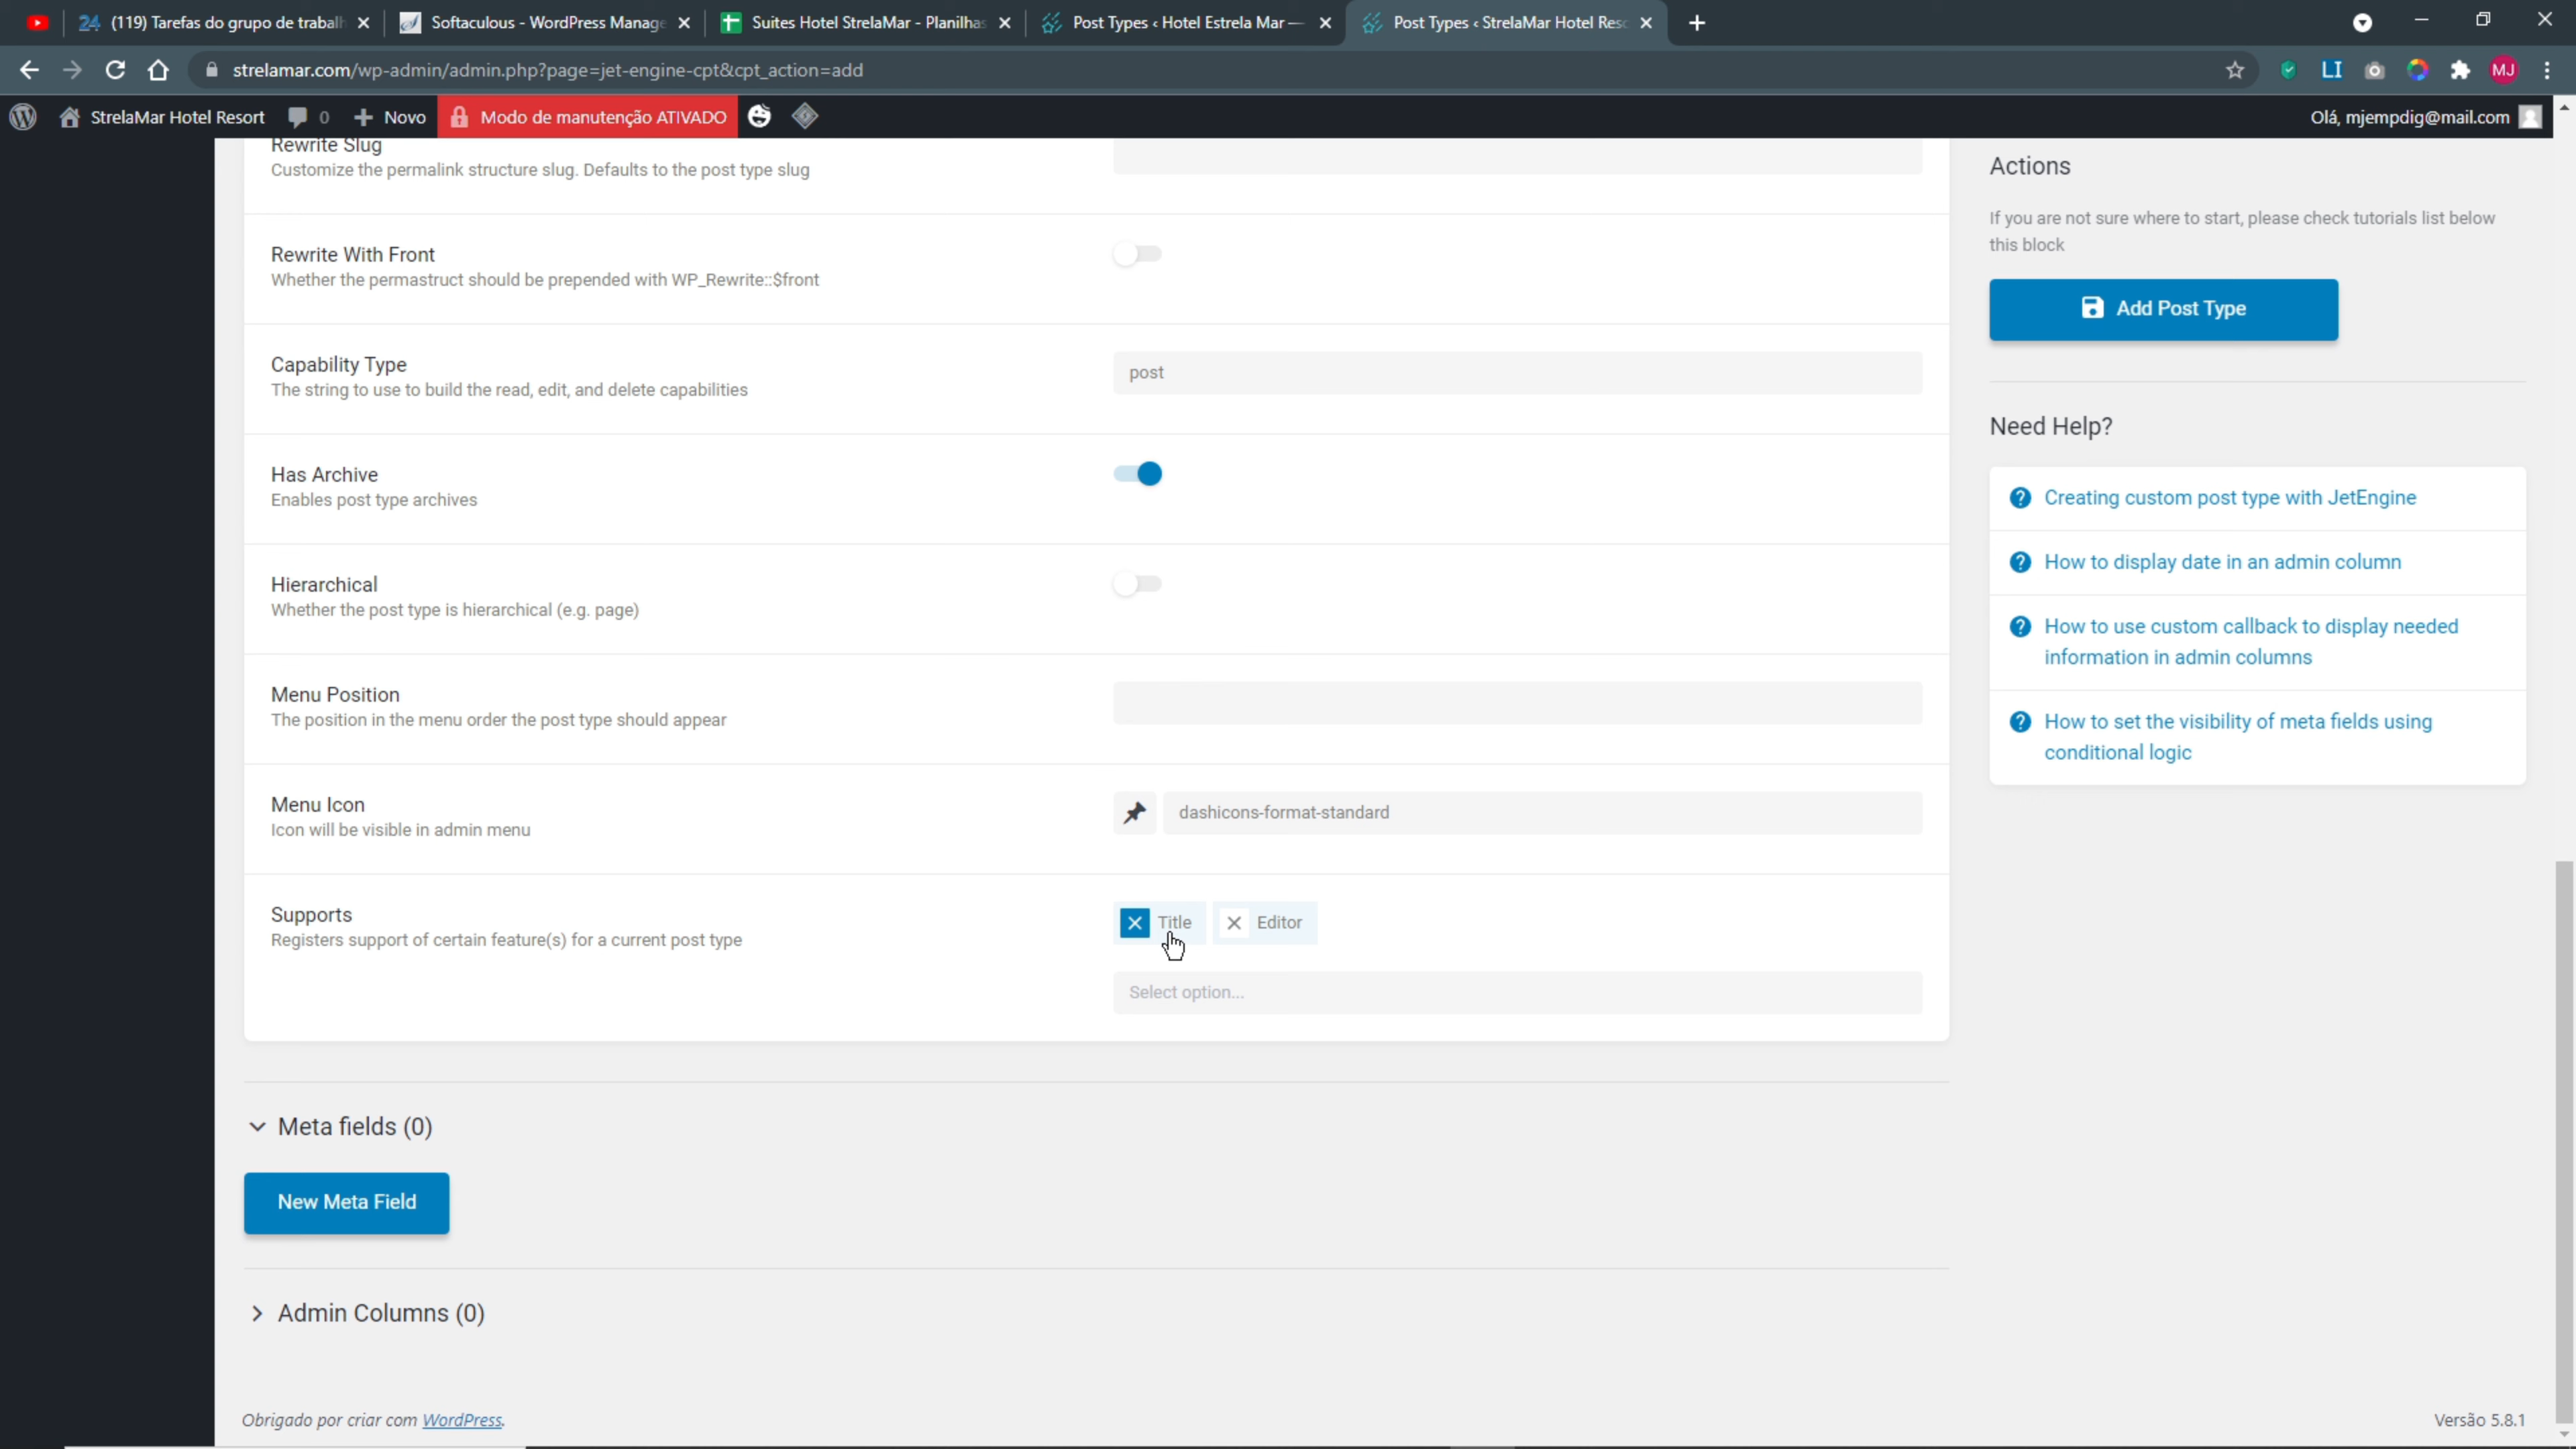 24 (119) Tarefas do grupo de trabalh
Softaculous - WordPress Manage
Suites Hotel StrelaMar - Planilhas
Post Types ‹ Hotel Estrela Mar —
Post Types ‹ StrelaMar Hotel Reso
strelamar.com/wp-admin/admin.php?page=jet-engine-cpt&cpt_action=add
LI
MJ
StrelaMar Hotel Resort
0
Novo
Modo de manutenção ATIVADO
Olá, mjempdig@mail.com
Rewrite Slug
Customize the permalink structure slug. Defaults to the post type slug
Rewrite With Front
Whether the permastruct should be prepended with WP_Rewrite::$front
Capability Type
The string to use to build the read, edit, and delete capabilities
post
Has Archive
Enables post type archives
Hierarchical
Whether the post type is hierarchical (e.g. page)
Menu Position
The position in the menu order the post type should appear
Menu Icon
Icon will be visible in admin menu
dashicons-format-standard
Supports
Registers support of certain feature(s) for a current post type
Title
Editor
Select option...
Meta fields (0)
New Meta Field
Admin Columns (0)
Actions
If you are not sure where to start, please check tutorials list below
this block
Add Post Type
Need Help?
Creating custom post type with JetEngine
How to display date in an admin column
How to use custom callback to display needed
information in admin columns
How to set the visibility of meta fields using
conditional logic
Obrigado por criar com WordPress.
Versão 5.8.1